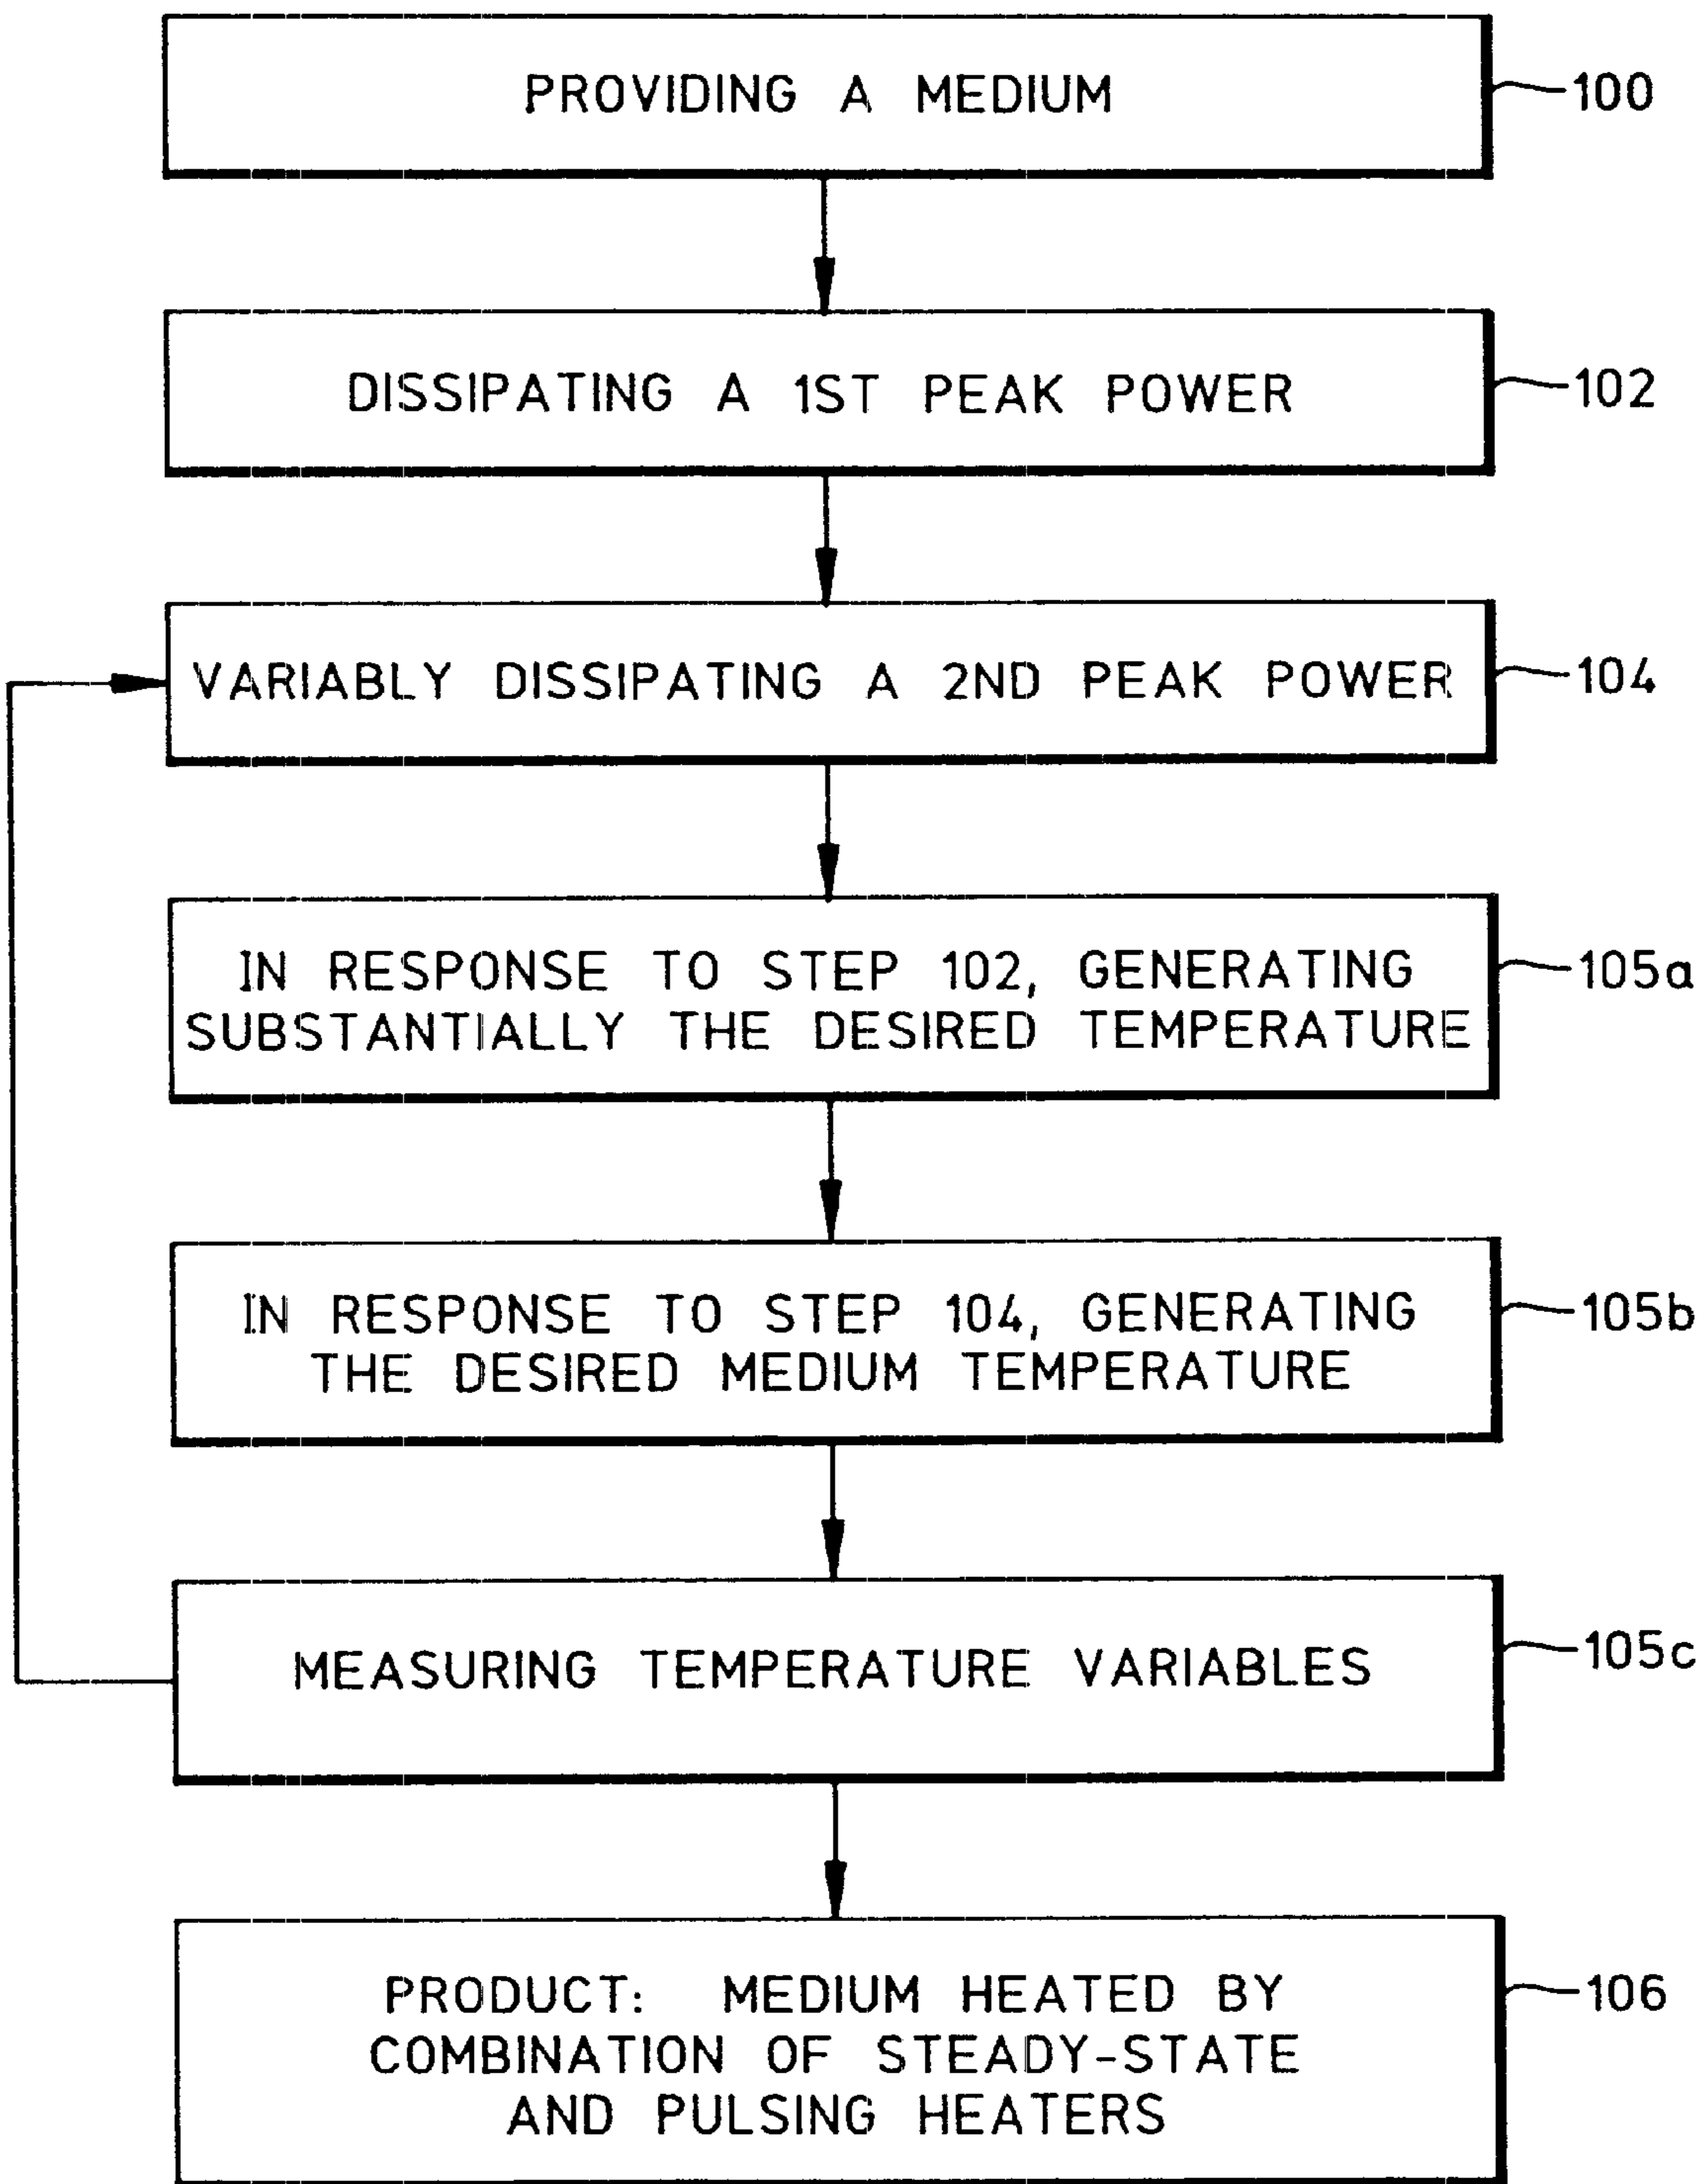 PROVIDING A MEDIUM
100
DISSIPATING A 1ST PEAK POWER
102
VARIABLY DISSIPATING A 2ND PEAK POWER
104
IN RESPONSE TO STEP 102, GENERATING
SUBSTANTIALLY THE DESIRED TEMPERATURE
105a
IN RESPONSE TO STEP 104, GENERATING
THE DESIRED MEDIUM TEMPERATURE
105b
MEASURING TEMPERATURE VARIABLES
105c
PRODUCT: MEDIUM HEATED BY
COMBINATION OF STEADY-STATE
AND PULSING HEATERS
106